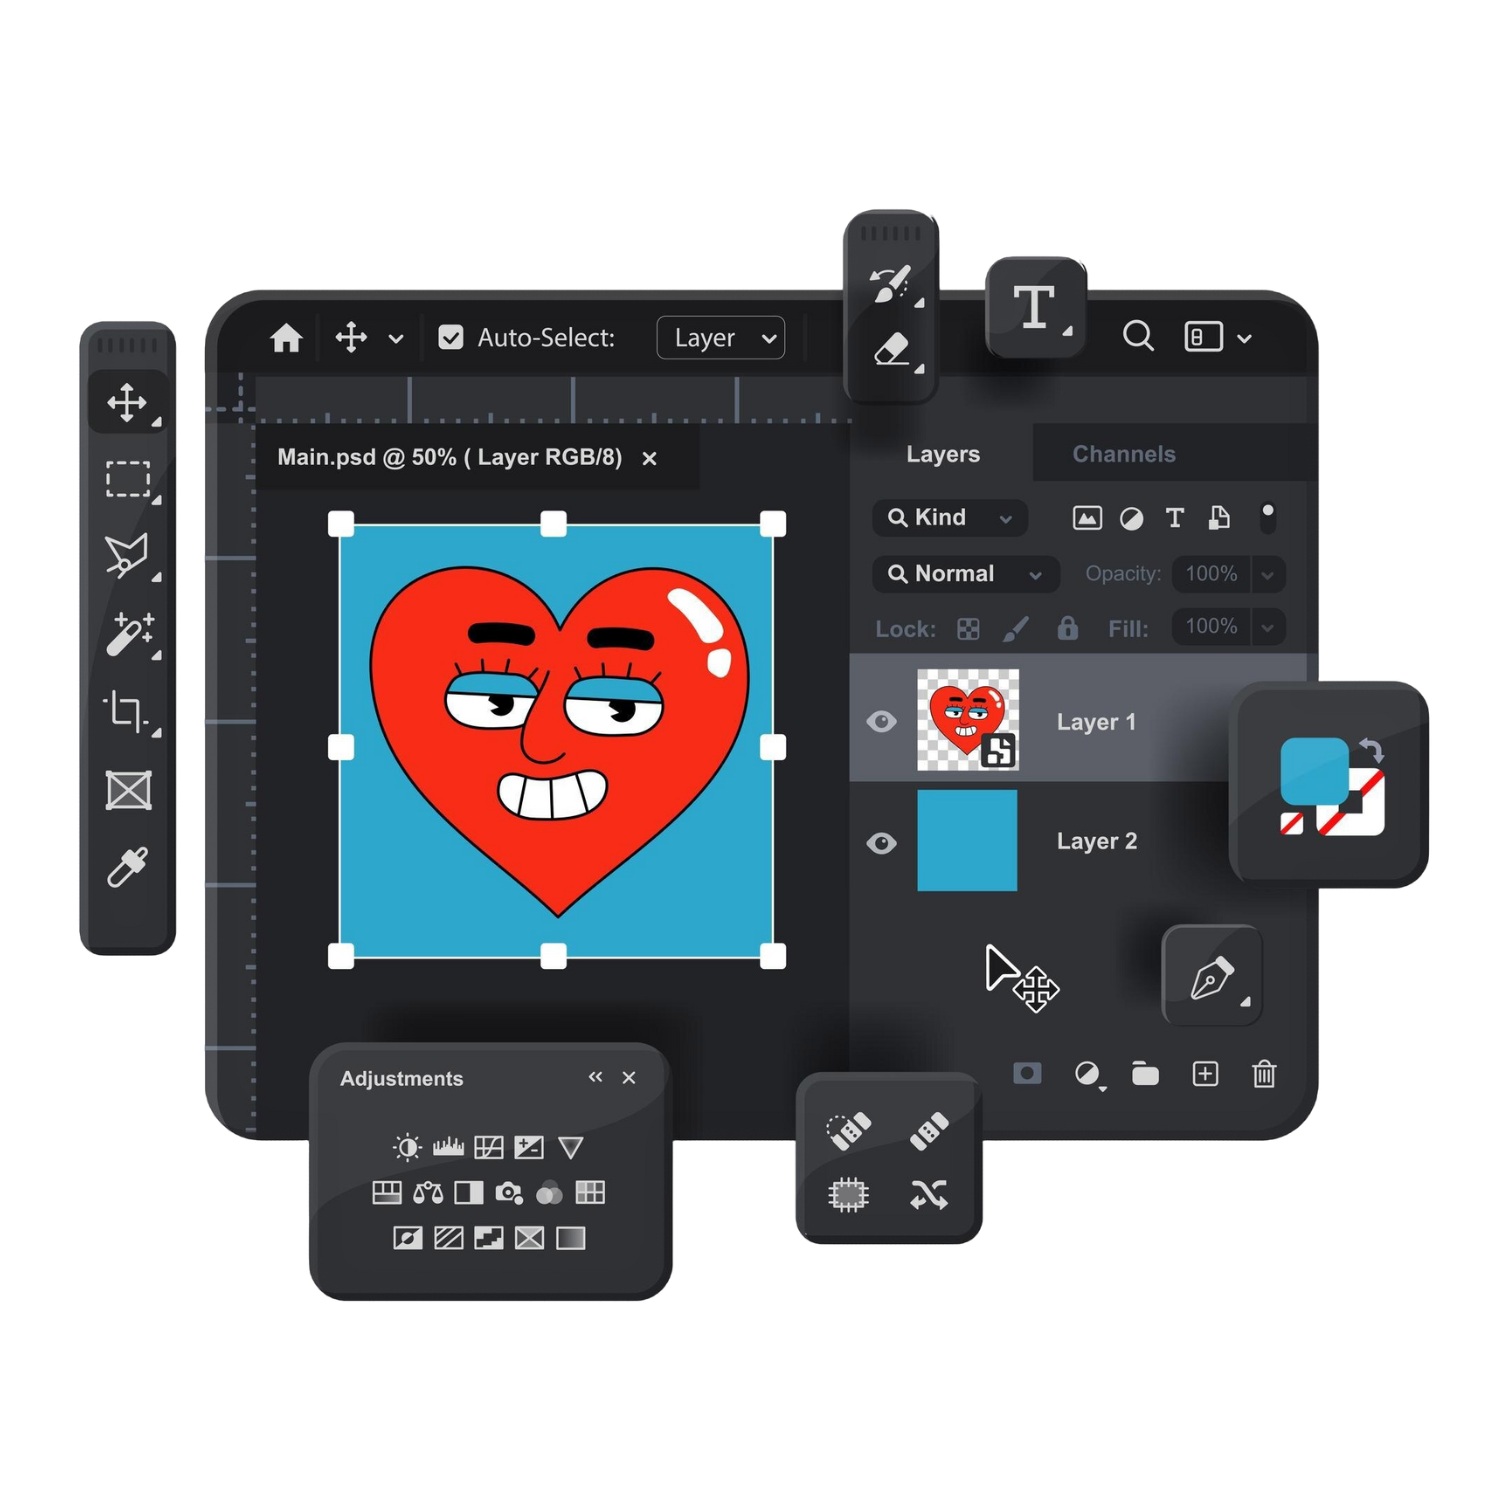 T
Auto-Select:
Layer
Main.psd @ 50% ( Layer RGB/8) ×
Layers
Channels
Kind
T
Normal
Opacity:
100%
Lock:
Fill:
100%
Layer 1
Layer 2
Adjustments « ×